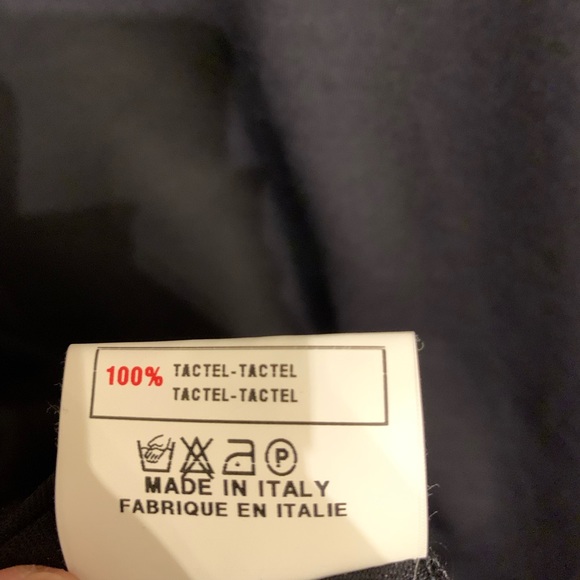 100% TACTEL-TACTEL
TACTEL-TACTEL
P
MADE IN ITALY
FABRIQUE EN ITALIE